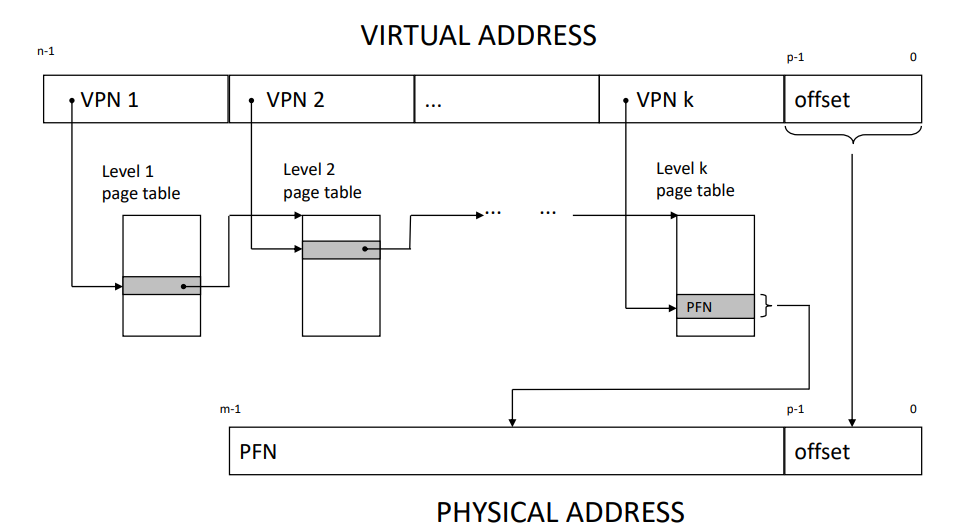 VIRTUAL ADDRESS
n-1
p-1
0
VPN 1
VPN 2
...
VPN k
offset
Level 1
page table
Level 2
page table
Level k
page table
...
...
PFN
m-1
p-1
0
PFN
offset
PHYSICAL ADDRESS